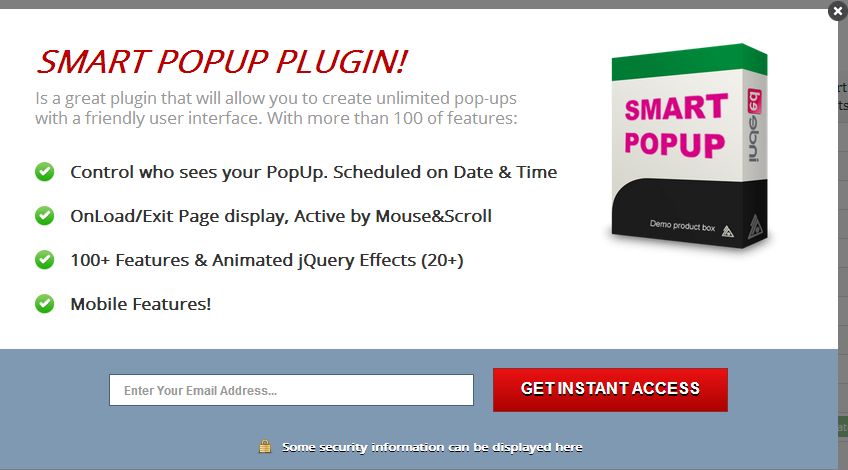 SMART POPUP PLUGIN!
Is a great plugin that will allow you to create unlimited pop-ups
with a friendly user interface. With more than 100 of features:
Control who sees your PopUp. Scheduled on Date & Time
OnLoad/Exit Page display, Active by Mouse&Scroll
100+ Features & Animated jQuery Effects (20+)
Mobile Features!
SMART
POPUP
Demo product box
Enter Your Email Address...
GET INSTANT ACCESS
Some security information can be displayed here